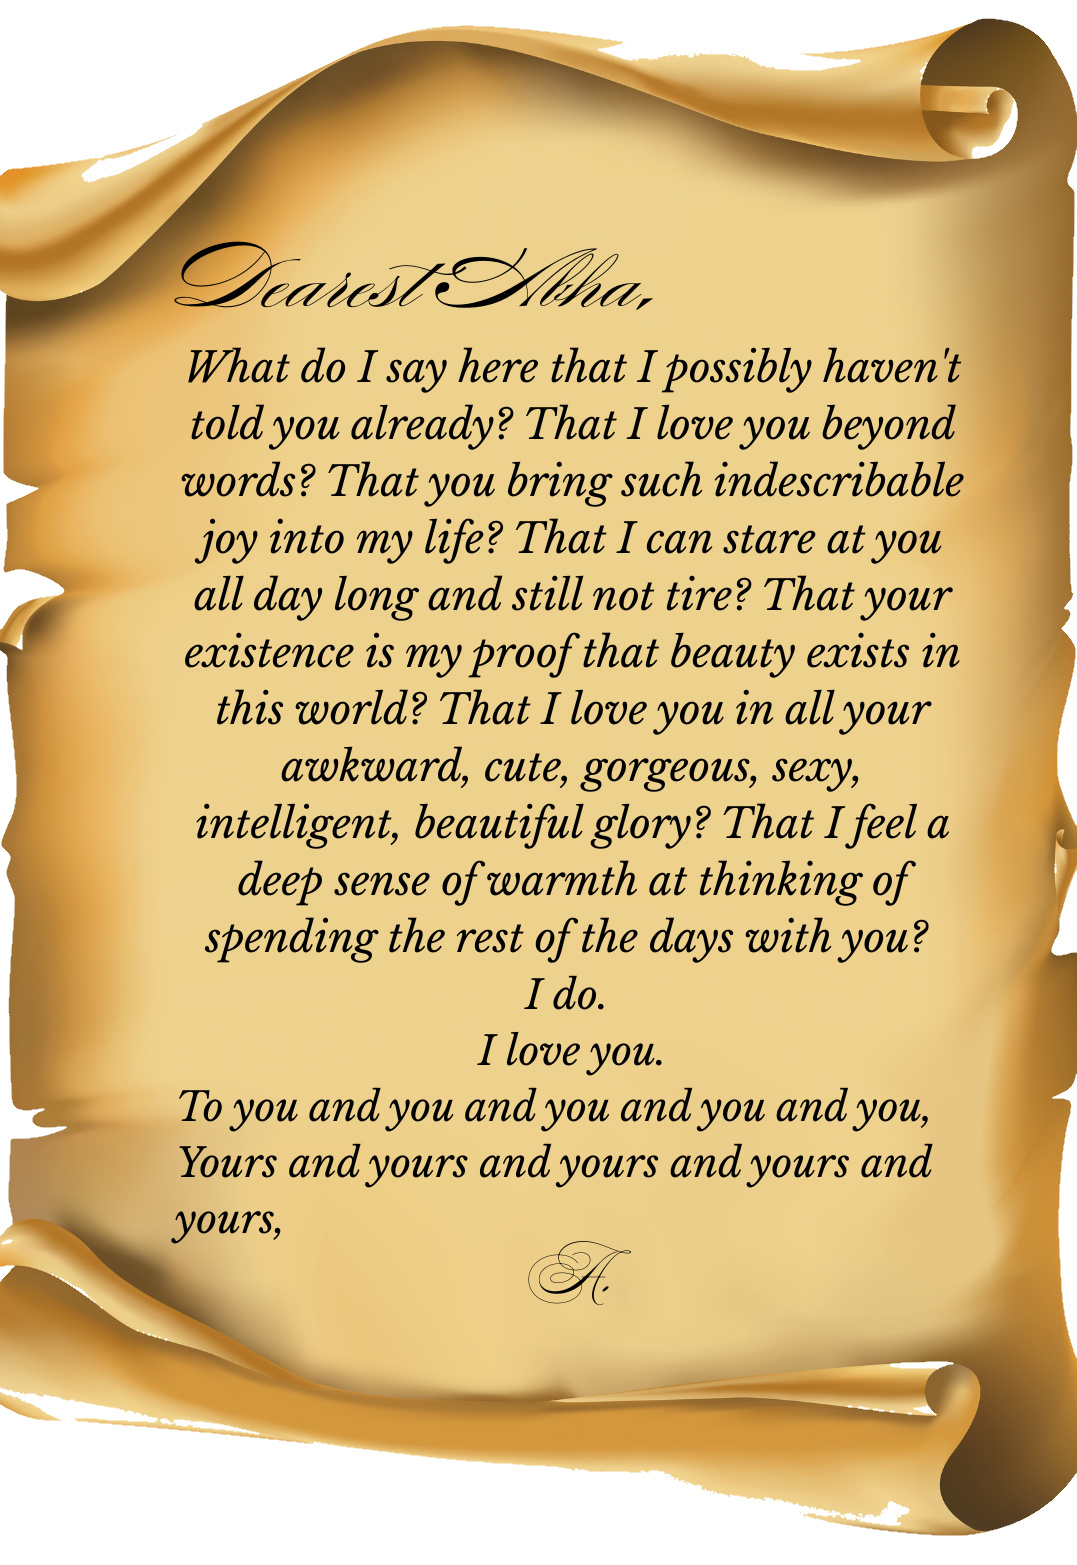 Dearest Abha,
What do I say here that I possibly haven't
told you already? That I love you beyond
words? That you bring such indescribable
joy into my life? That I can stare at you
all day long and still not tire? That your
existence is my proof that beauty exists in
this world? That I love you in all your
awkward, cute, gorgeous, sexy,
intelligent, beautiful glory? That I feel a
deep sense of warmth at thinking of
spending the rest of the days with you?
I do.
I love you.
To you and you and you and you and you,
Yours and yours and yours and yours and
yours,
A.